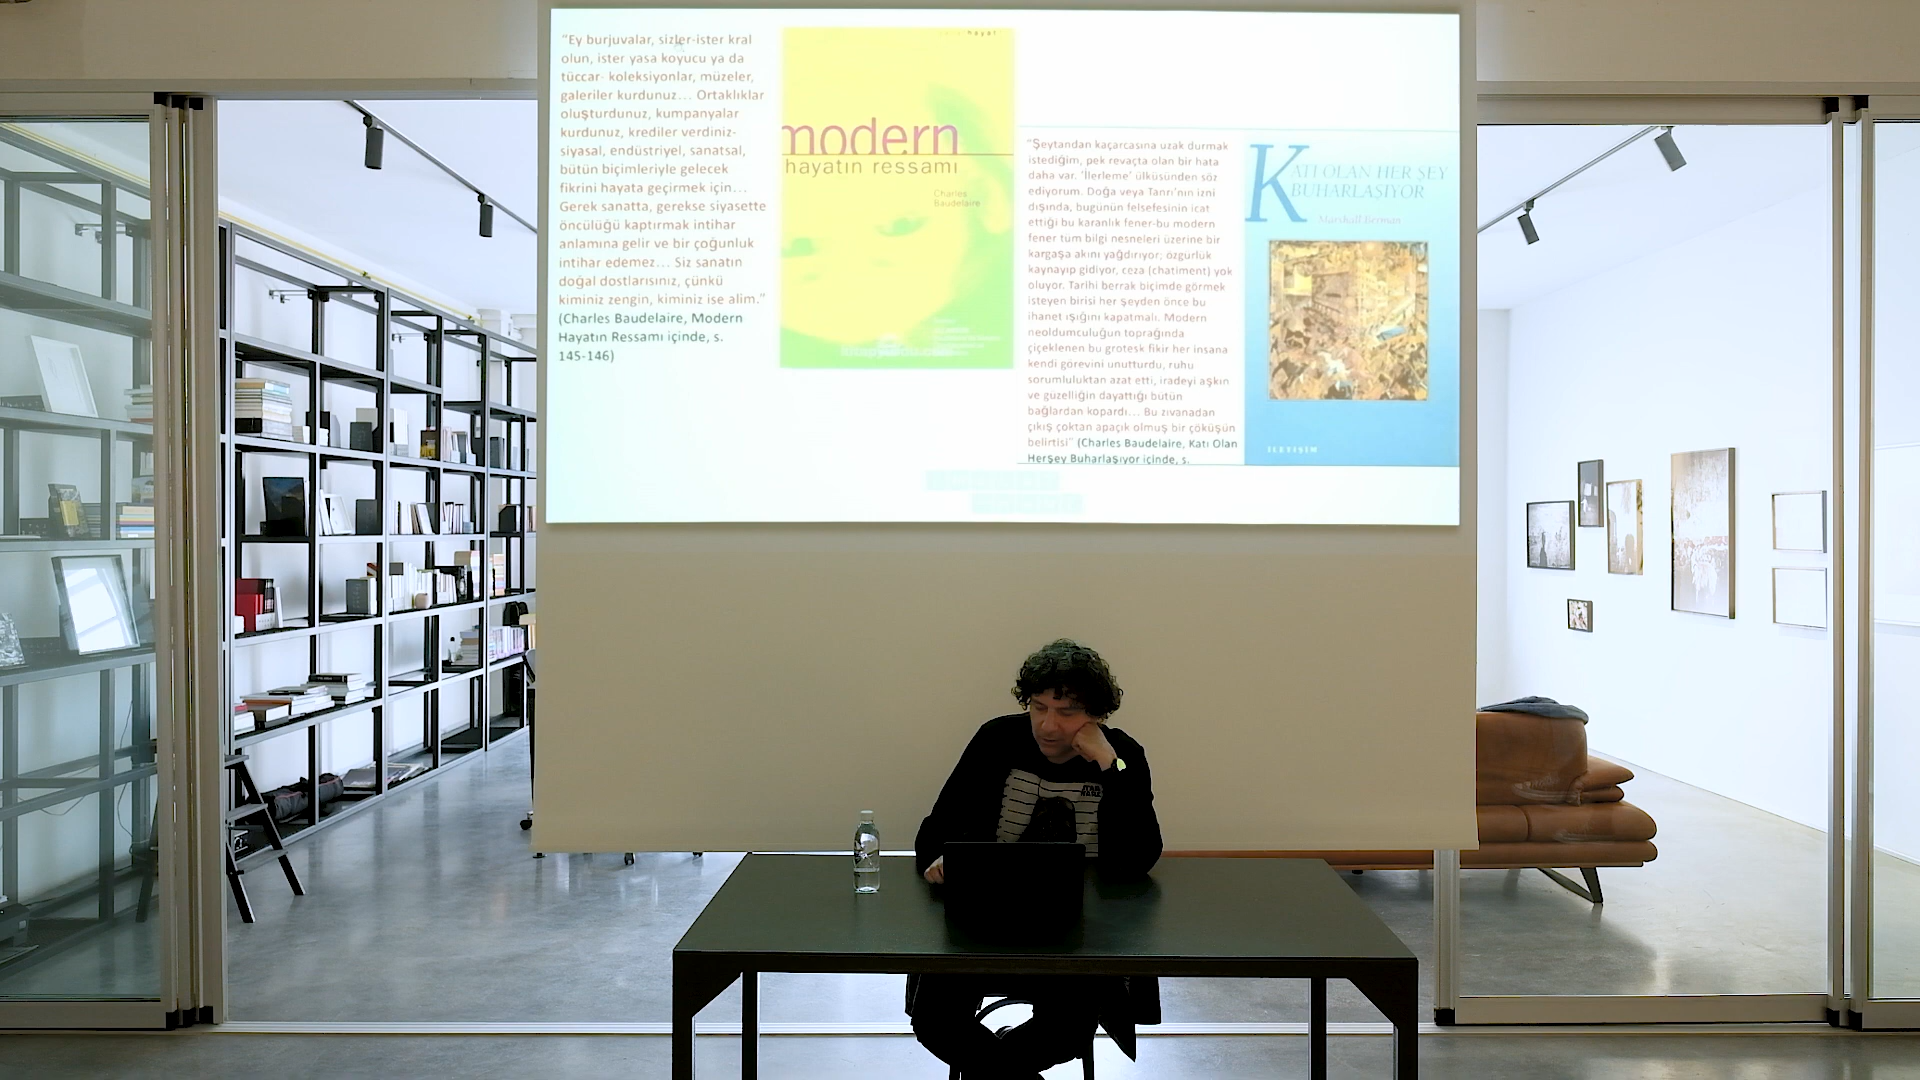 "Ey burjuvalar, sizler-ister kral
olun, ister yasa koyucu ya da
tüccar- koleksiyonlar, müzeler,
galeriler kurdunuz... Ortaklıklar
oluşturdunuz, kumpanyalar
kurdunuz, krediler verdiniz-
siyasal, endüstriyel, sanatsal,
bütün biçimleriyle gelecek
fikrini hayata geçirmek için...
Gerek sanatta, gerekse siyasette
öncülüğü kaptırmak intihar
anlamına gelir ve bir çoğunluk
intihar edemez... Siz sanatın
doğal dostlarısınız, çünkü
kiminiz zengin, kiminiz ise alim."
(Charles Baudelaire, Modern
Hayatın Ressamı içinde, s.
145-146)
hayat
modern
hayatın ressamı
Charles
Baudelaire
"Şeytandan kaçarcasına uzak durmak
istediğim, pek revaçta olan bir hata
daha var. 'İlerleme' ülküsünden söz
ediyorum. Doğa veya Tanrı'nın izni
dışında, bugünün felsefesinin icat
ettiği bu karanlık fener-bu modern
fener tüm bilgi nesneleri üzerine bir
kargaşa akını yağdırıyor; özgürlük
kaynayıp gidiyor, ceza (chatiment) yok
oluyor. Tarihi berrak biçimde görmek
isteyen birisi her şeyden önce bu
ihanet ışığını kapatmalı. Modern
neoldumculuğun toprağında
çiçeklenen bu grotesk fikir her insana
kendi görevini unutturdu, ruhu
sorumluluktan azat etti, iradeyi aşkın
ve güzelliğin dayattığı bütün
bağlardan kopardı... Bu zıvanadan
çıkış çoktan apaçık olmuş bir çöküşün
belirtisi" (Charles Baudelaire, Katı Olan
Herşey Buharlaşıyor içinde, s.
KATI OLAN HER ŞEY
BUHARLAŞIYOR
Marshall Berman
İLETİŞİM
STAR
WARS